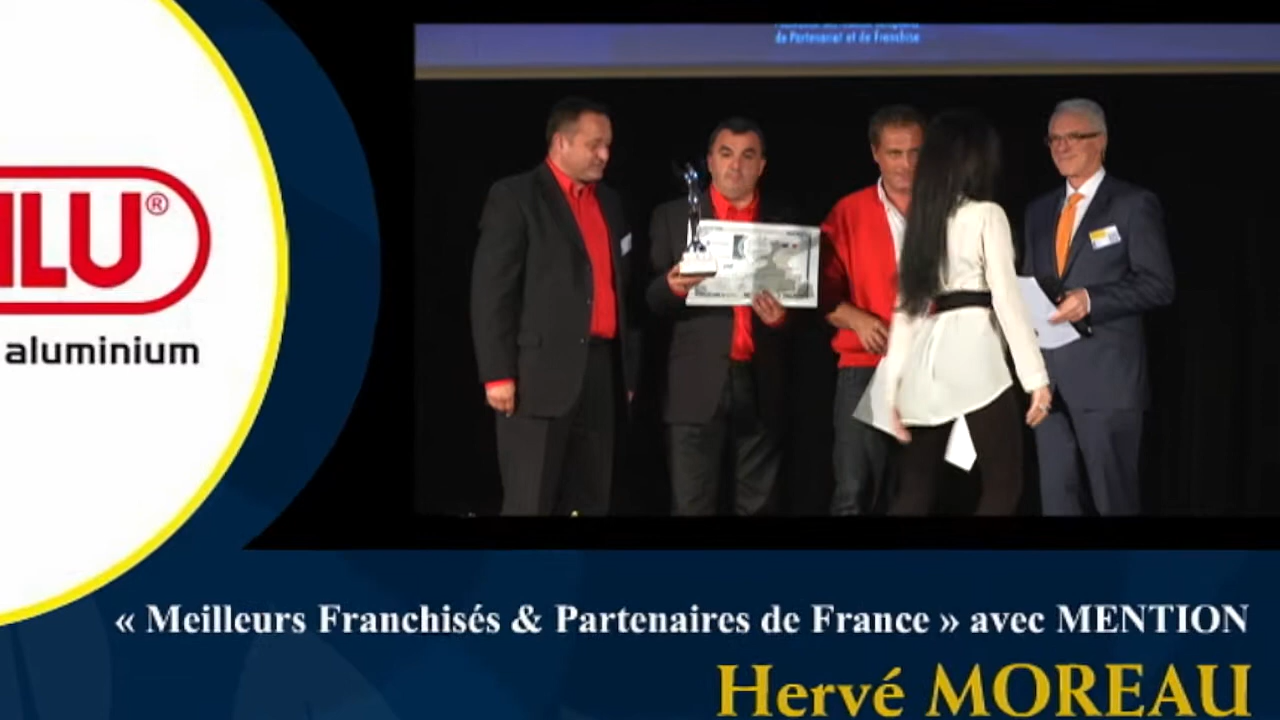 de Partenariat et de Franchise
ILU®
aluminium
« Meilleurs Franchisés & Partenaires de France » avec MENTION
Hervé MOREAU